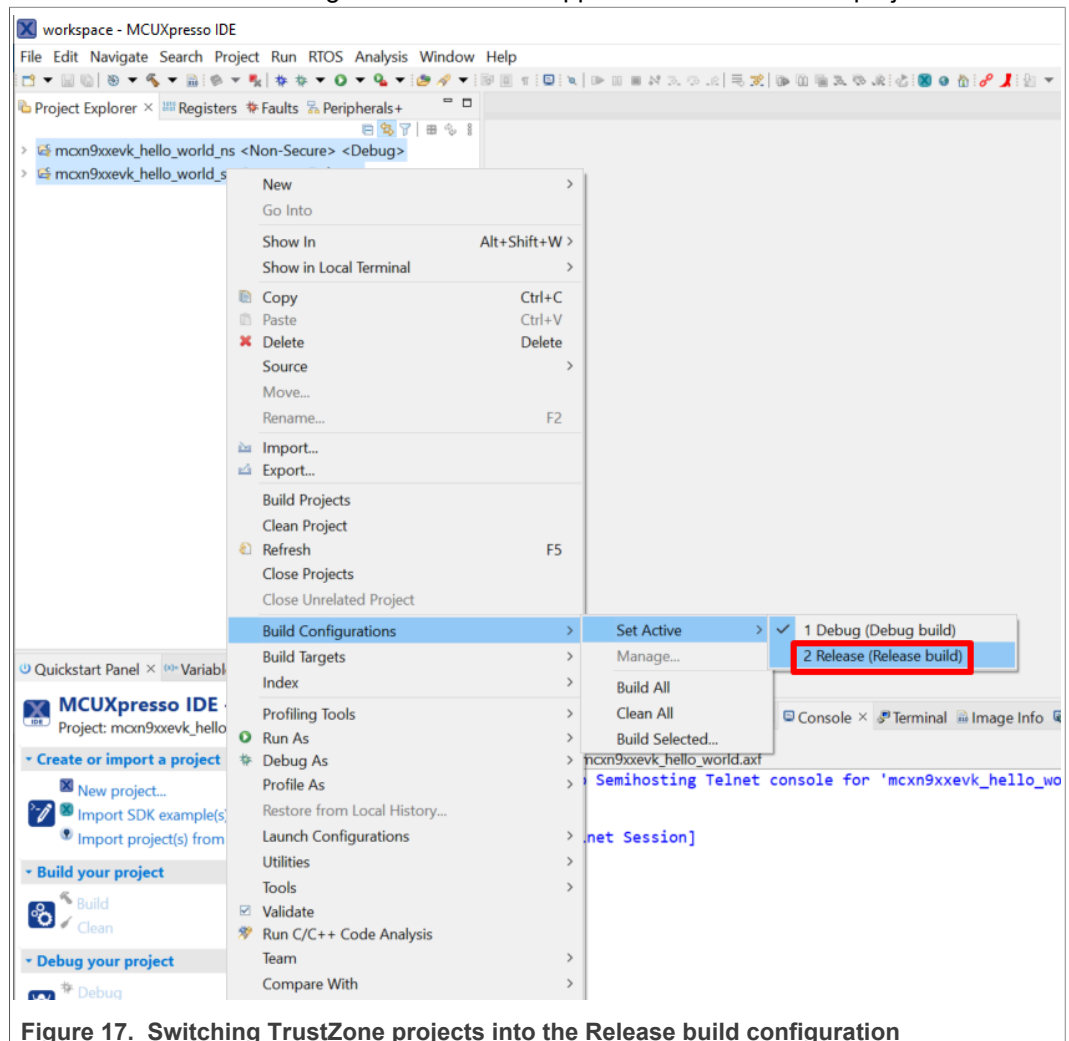 workspace - MCUXpresso IDE
File Edit Navigate Search Project Run RTOS Analysis Window Help
Project Explorer × Registers Faults Peripherals+
mcxn9xxevk_hello_world_ns <Non-Secure> <Debug>
mcxn9xxevk_hello_world_s
New
Go Into
Show In Alt+Shift+W >
Show in Local Terminal >
Copy Ctrl+C
Paste Ctrl+V
Delete Delete
Source >
Move...
Rename... F2
Import...
Export...
Build Projects
Clean Project
Refresh F5
Close Projects
Close Unrelated Project
Build Configurations > Set Active > ✓ 1 Debug (Debug build)
Build Targets > Manage... 2 Release (Release build)
Index > Build All
Profiling Tools > Clean All
Run As > Build Selected...
Debug As >
Profile As >
Restore from Local History...
Launch Configurations >
Utilities >
Tools >
Validate
Run C/C++ Code Analysis
Team >
Compare With >
Quickstart Panel × (x)= Variabl
MCUXpresso IDE -
IDE
Project: mcxn9xxevk_hello
Create or import a project
New project...
Import SDK example(s)
Import project(s) from
Build your project
Build
Clean
Debug your project
Debug
Console × Terminal Image Info
mcxn9xxevk_hello_world.axf
Semihosting Telnet console for 'mcxn9xxevk_hello_wo
.net Session]
Figure 17. Switching TrustZone projects into the Release build configuration